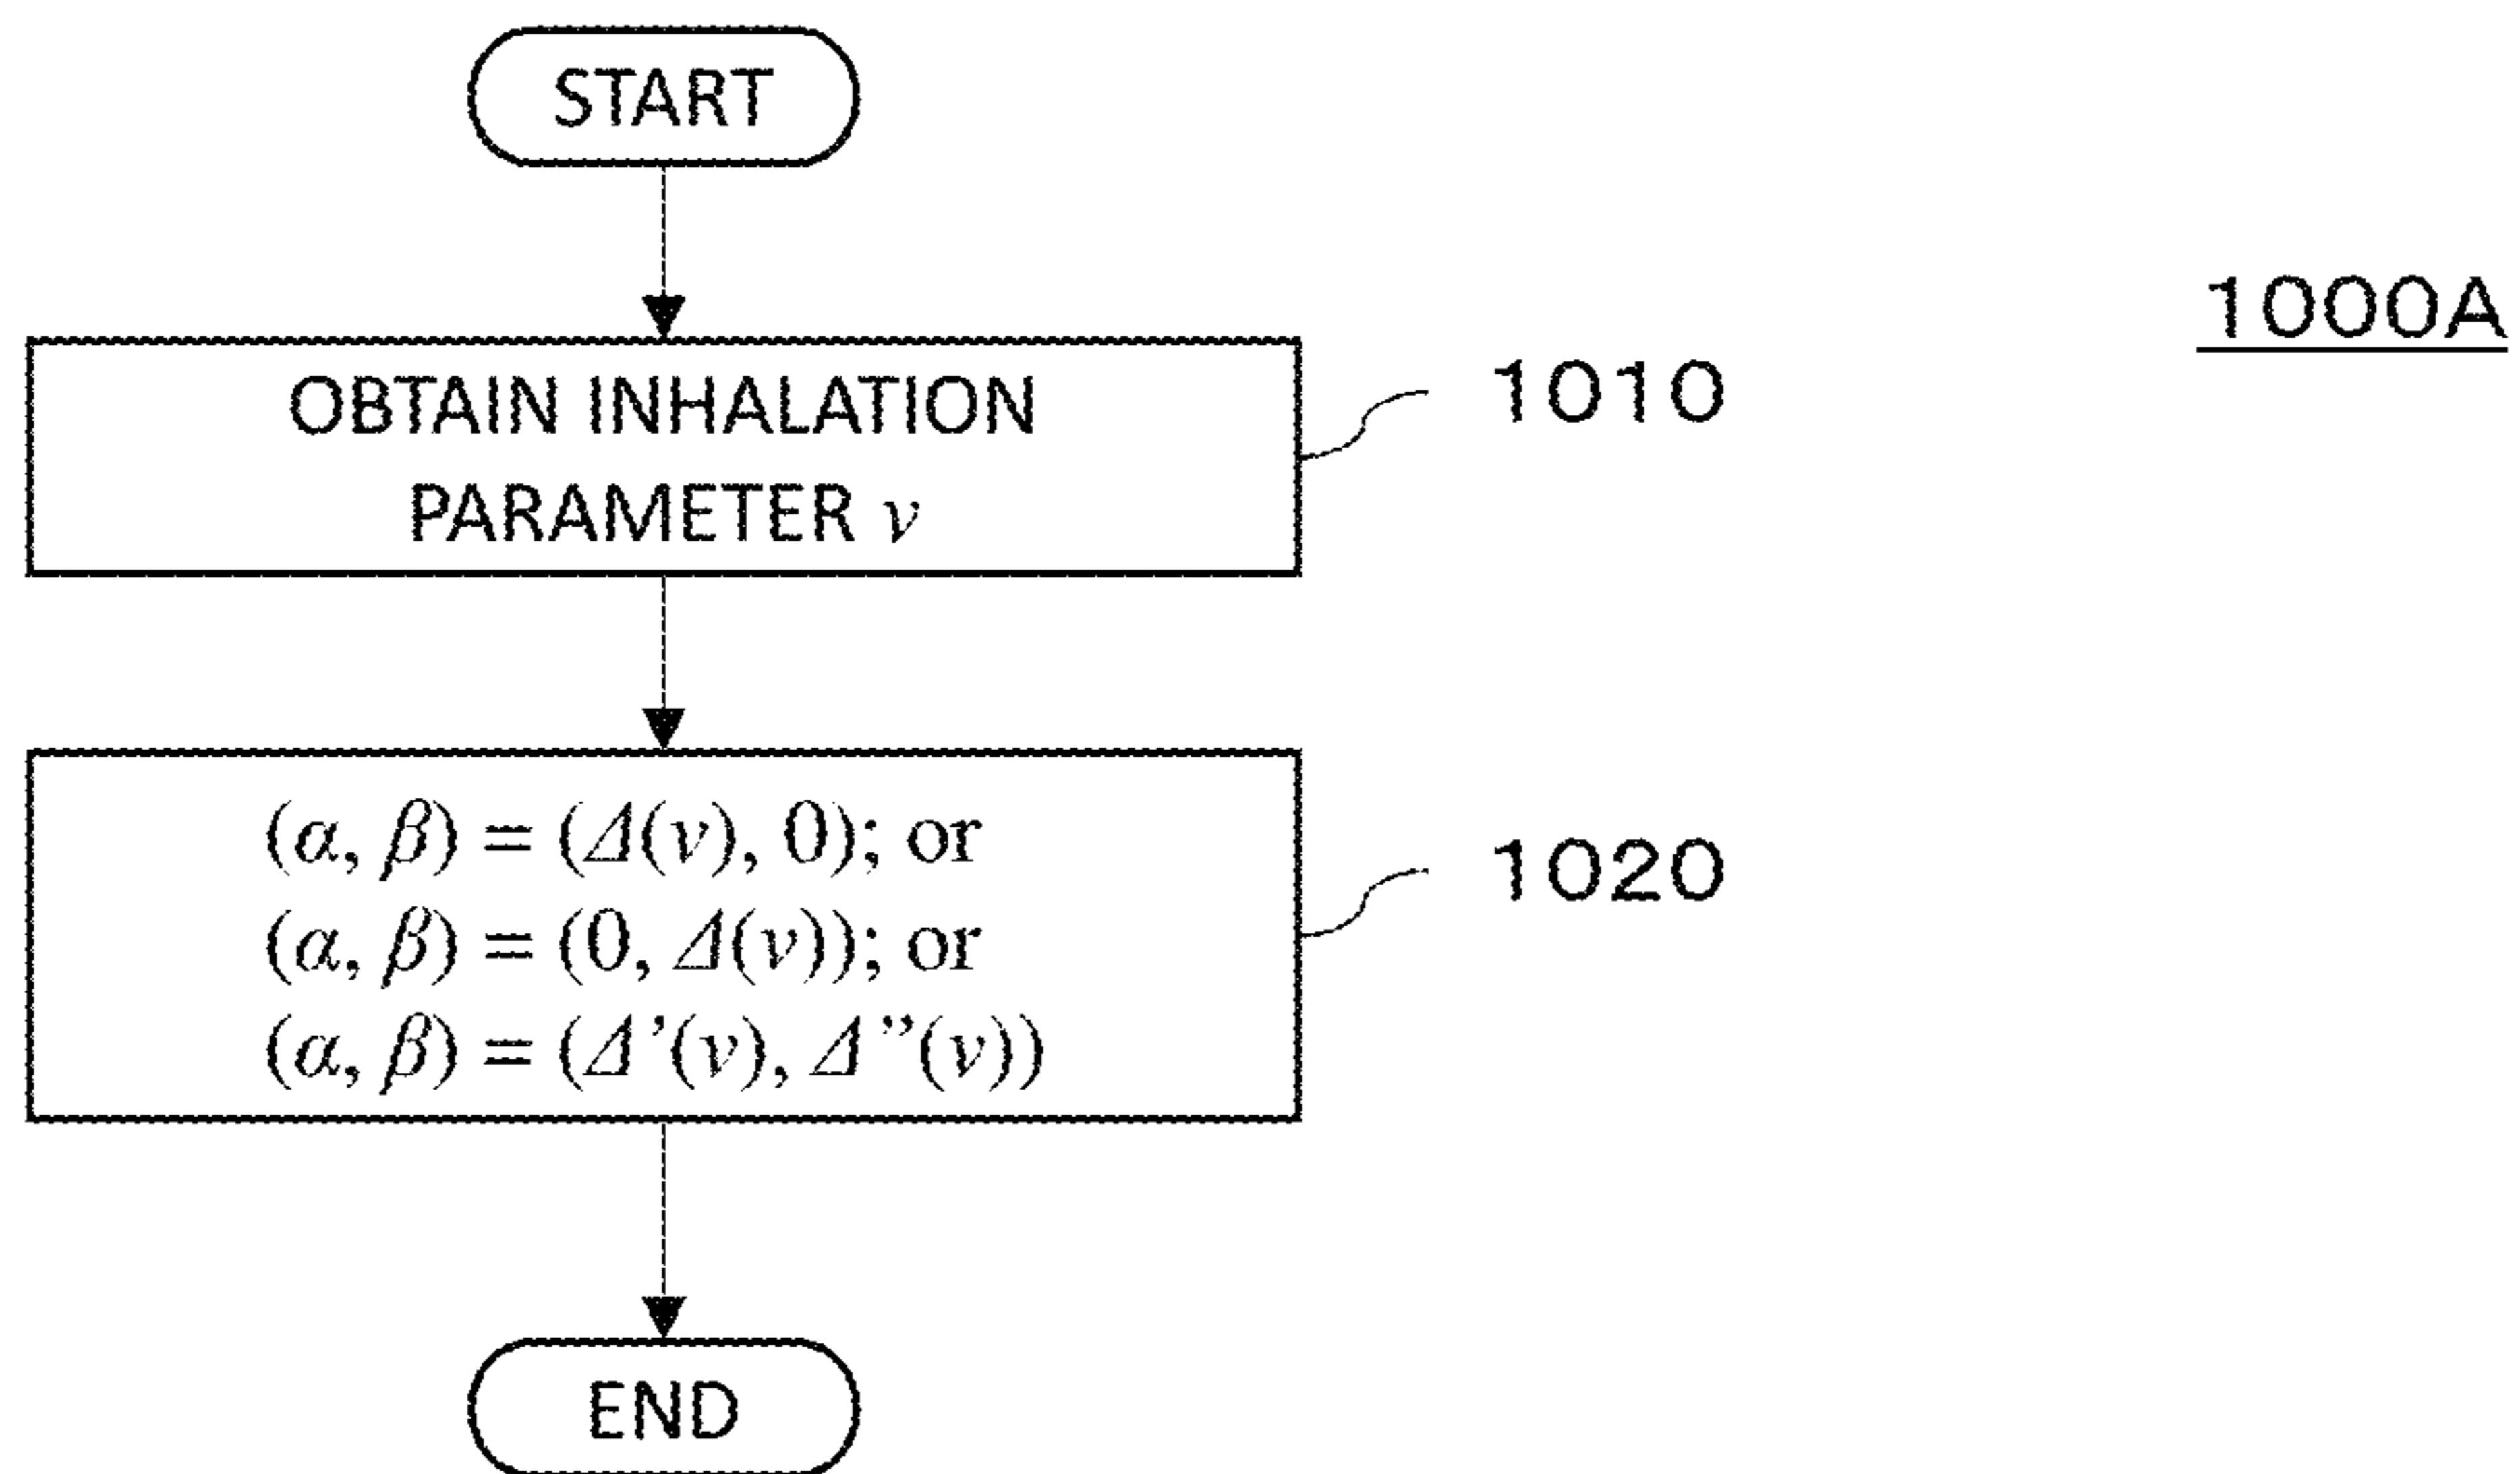 START
1000A
OBTAIN INHALATION
PARAMETER v
1010
(α, β) = (Δ(v), 0); or
(α, β) = (0, Δ(v)); or
(α, β) = (Δ’(v), Δ’’(v))
1020
END